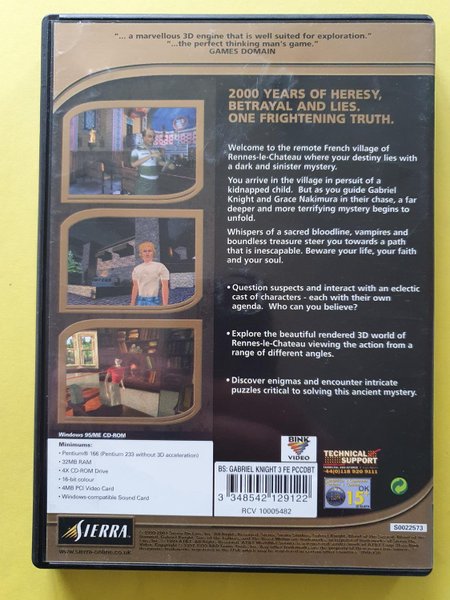 "... a marvellous 3D engine that is well suited for exploration."
"...the perfect thinking man's game."
GAMES DOMAIN
2000 YEARS OF HERESY,
BETRAYAL AND LIES.
ONE FRIGHTENING TRUTH.
Welcome to the remote French village of
Rennes-le-Chateau where your destiny lies with
a dark and sinister mystery.
You arrive in the village in persuit of a
kidnapped child. But as you guide Gabriel
Knight and Grace Nakimura in their chase, a far
deeper and more terrifying mystery begins to
unfold.
Whispers of a sacred bloodline, vampires and
boundless treasure steer you towards a path
that is inescapable. Beware your life, your faith
and your soul.
• Question suspects and interact with an eclectic
cast of characters - each with their own
agenda. Who can you believe?
• Explore the beautiful rendered 3D world of
Rennes-le-Chateau viewing the action from a
range of different angles.
• Discover enigmas and encounter intricate
puzzles critical to solving this ancient mystery.
Windows 95/ME CD-ROM
Minimums:
• Pentium® 166 (Pentium 233 without 3D acceleration)
• 32MB RAM
• 4X CD-ROM Drive
• 16-bit colour
• 4MB PCI Video Card
• Windows-compatible Sound Card
BINK
VIDEO
TECHNICAL
SUPPORT
+44(0)118 920 9111
BS: GABRIEL KNIGHT 3 FE PCCDBT
3 348542 129122
RCV 10005482
OK
15
SIERRA
www.sierra-online.co.uk
S0022573